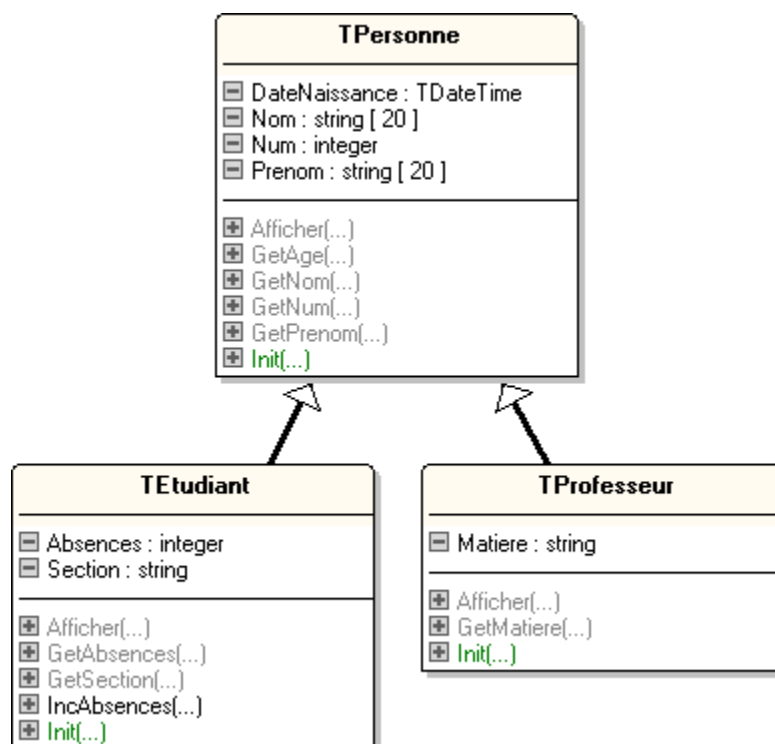 TPersonne
DateNaissance : TDateTime
Nom : string [ 20 ]
Num : integer
Prenom : string [ 20 ]
Afficher(...)
GetAge(...)
GetNom(...)
GetNum(...)
GetPrenom(...)
Init(...)
TEtudiant
Absences : integer
Section : string
Afficher(...)
GetAbsences(...)
GetSection(...)
IncAbsences(...)
Init(...)
TProfesseur
Matiere : string
Afficher(...)
GetMatiere(...)
Init(...)